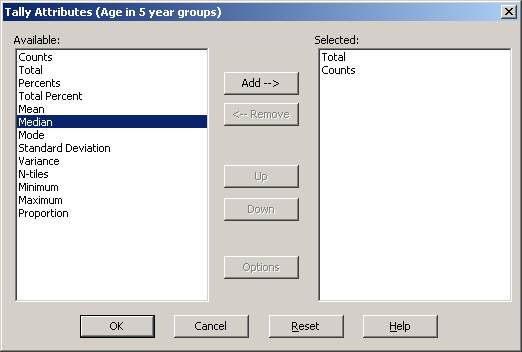 Tally Attributes (Age in 5 year groups)
Available:
Counts
Total
Percents
Total Percent
Mean
Median
Mode
Standard Deviation
Variance
N-tiles
Minimum
Maximum
Proportion
Add -->
<-- Remove
Up
Down
Options
Selected:
Total
Counts
OK
Cancel
Reset
Help